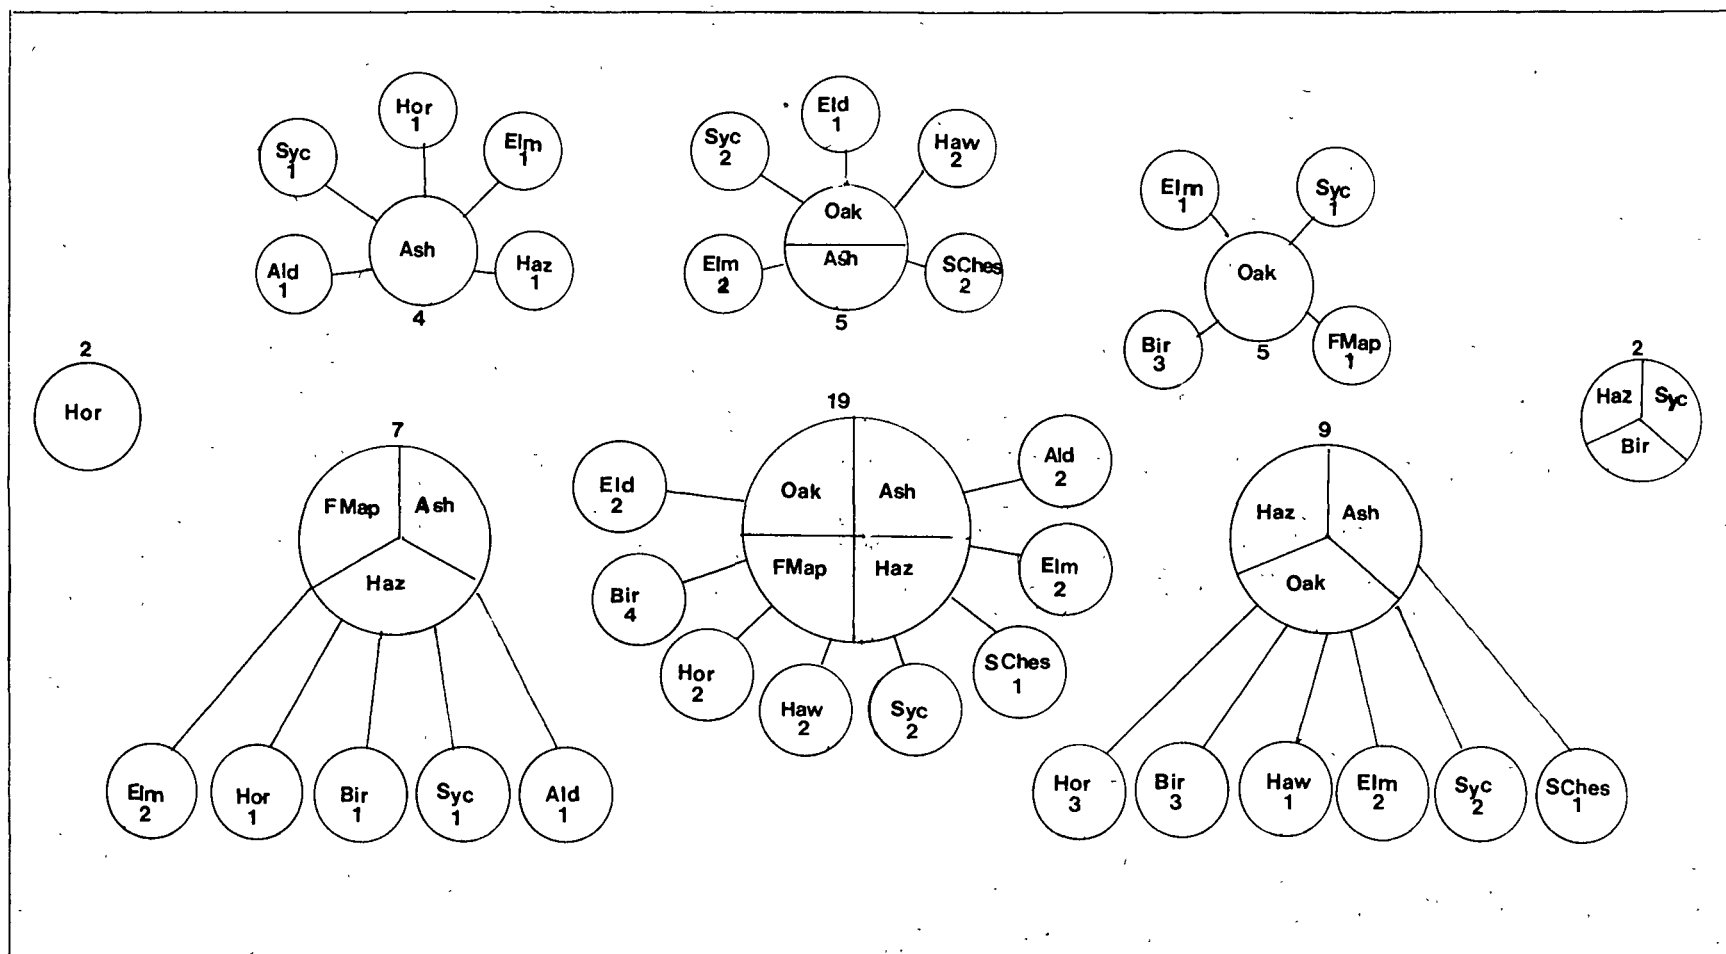 Hor
1
Syc
1
Elm
1
Ash
Ald
1
Haz
1
4
Eld
1
Syc
2
Haw
2
Oak
Ash
Elm
2
SChes
2
5
Elm
1
Syc
1
Oak
Bir
3
FMap
1
5
2
Hor
2
Haz
Syc
Bir
7
FMap
Ash
Haz
Elm
2
Hor
1
Bir
1
Syc
1
Ald
1
19
Oak
Ash
FMap
Haz
Eld
2
Ald
2
Bir
4
Elm
2
Hor
2
Haw
2
Syc
2
SChes
1
9
Haz
Ash
Oak
Hor
3
Bir
3
Haw
1
Elm
2
Syc
2
SChes
1